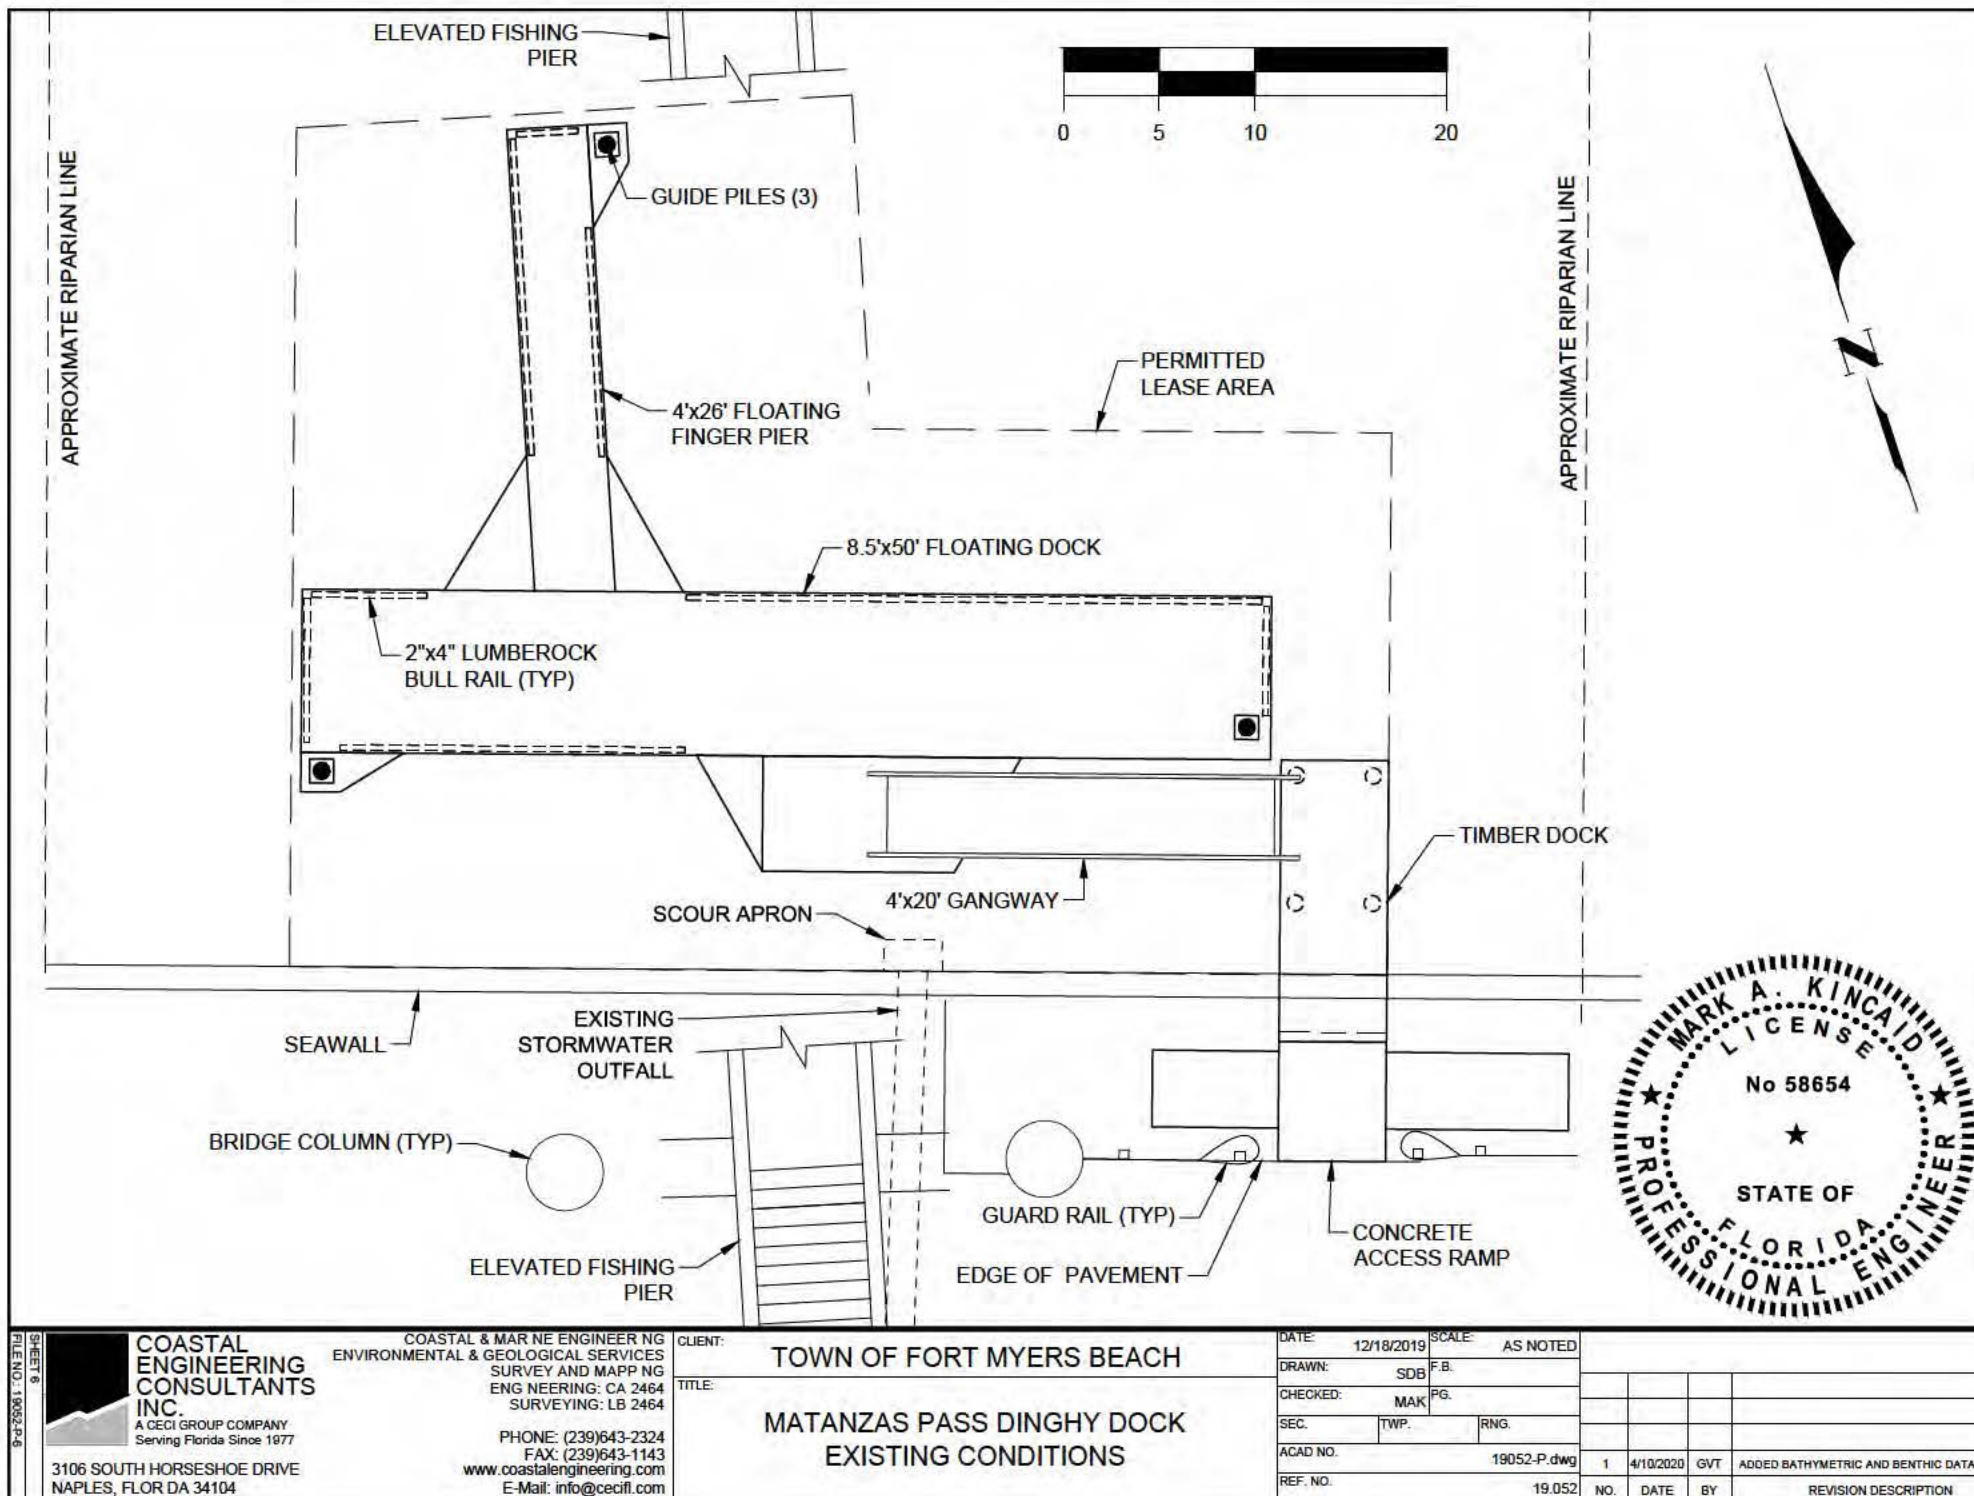 ELEVATED FISHING
PIER
0 5 10 20
APPROXIMATE RIPARIAN LINE
GUIDE PILES (3)
APPROXIMATE RIPARIAN LINE
N
PERMITTED
LEASE AREA
4'x26' FLOATING
FINGER PIER
8.5'x50' FLOATING DOCK
2"x4" LUMBEROCK
BULL RAIL (TYP)
TIMBER DOCK
4'x20' GANGWAY
SCOUR APRON
SEAWALL
EXISTING
STORMWATER
OUTFALL
BRIDGE COLUMN (TYP)
GUARD RAIL (TYP)
CONCRETE
ACCESS RAMP
ELEVATED FISHING
PIER
EDGE OF PAVEMENT
MARK A. KINCAID
LICENSE
No 58654
STATE OF
FLORIDA
PROFESSIONAL ENGINEER
SHEET 6
FILE NO.: 19052-P-6
COASTAL
ENGINEERING
CONSULTANTS
INC.
A CECI GROUP COMPANY
Serving Florida Since 1977
3106 SOUTH HORSESHOE DRIVE
NAPLES, FLOR DA 34104
COASTAL & MAR NE ENGINEER NG
ENVIRONMENTAL & GEOLOGICAL SERVICES
SURVEY AND MAPP NG
ENG NEERING: CA 2464
SURVEYING: LB 2464
PHONE: (239)643-2324
FAX: (239)643-1143
www.coastalengineering.com
E-Mail: info@cecifl.com
CLIENT:
TOWN OF FORT MYERS BEACH
TITLE:
MATANZAS PASS DINGHY DOCK
EXISTING CONDITIONS
DATE: 12/18/2019 SCALE: AS NOTED
DRAWN: SDB F.B.
CHECKED: MAK PG.
SEC. TWP. RNG.
ACAD NO. 19052-P.dwg
REF. NO. 19.052
1 4/10/2020 GVT ADDED BATHYMETRIC AND BENTHIC DATA
NO. DATE BY REVISION DESCRIPTION